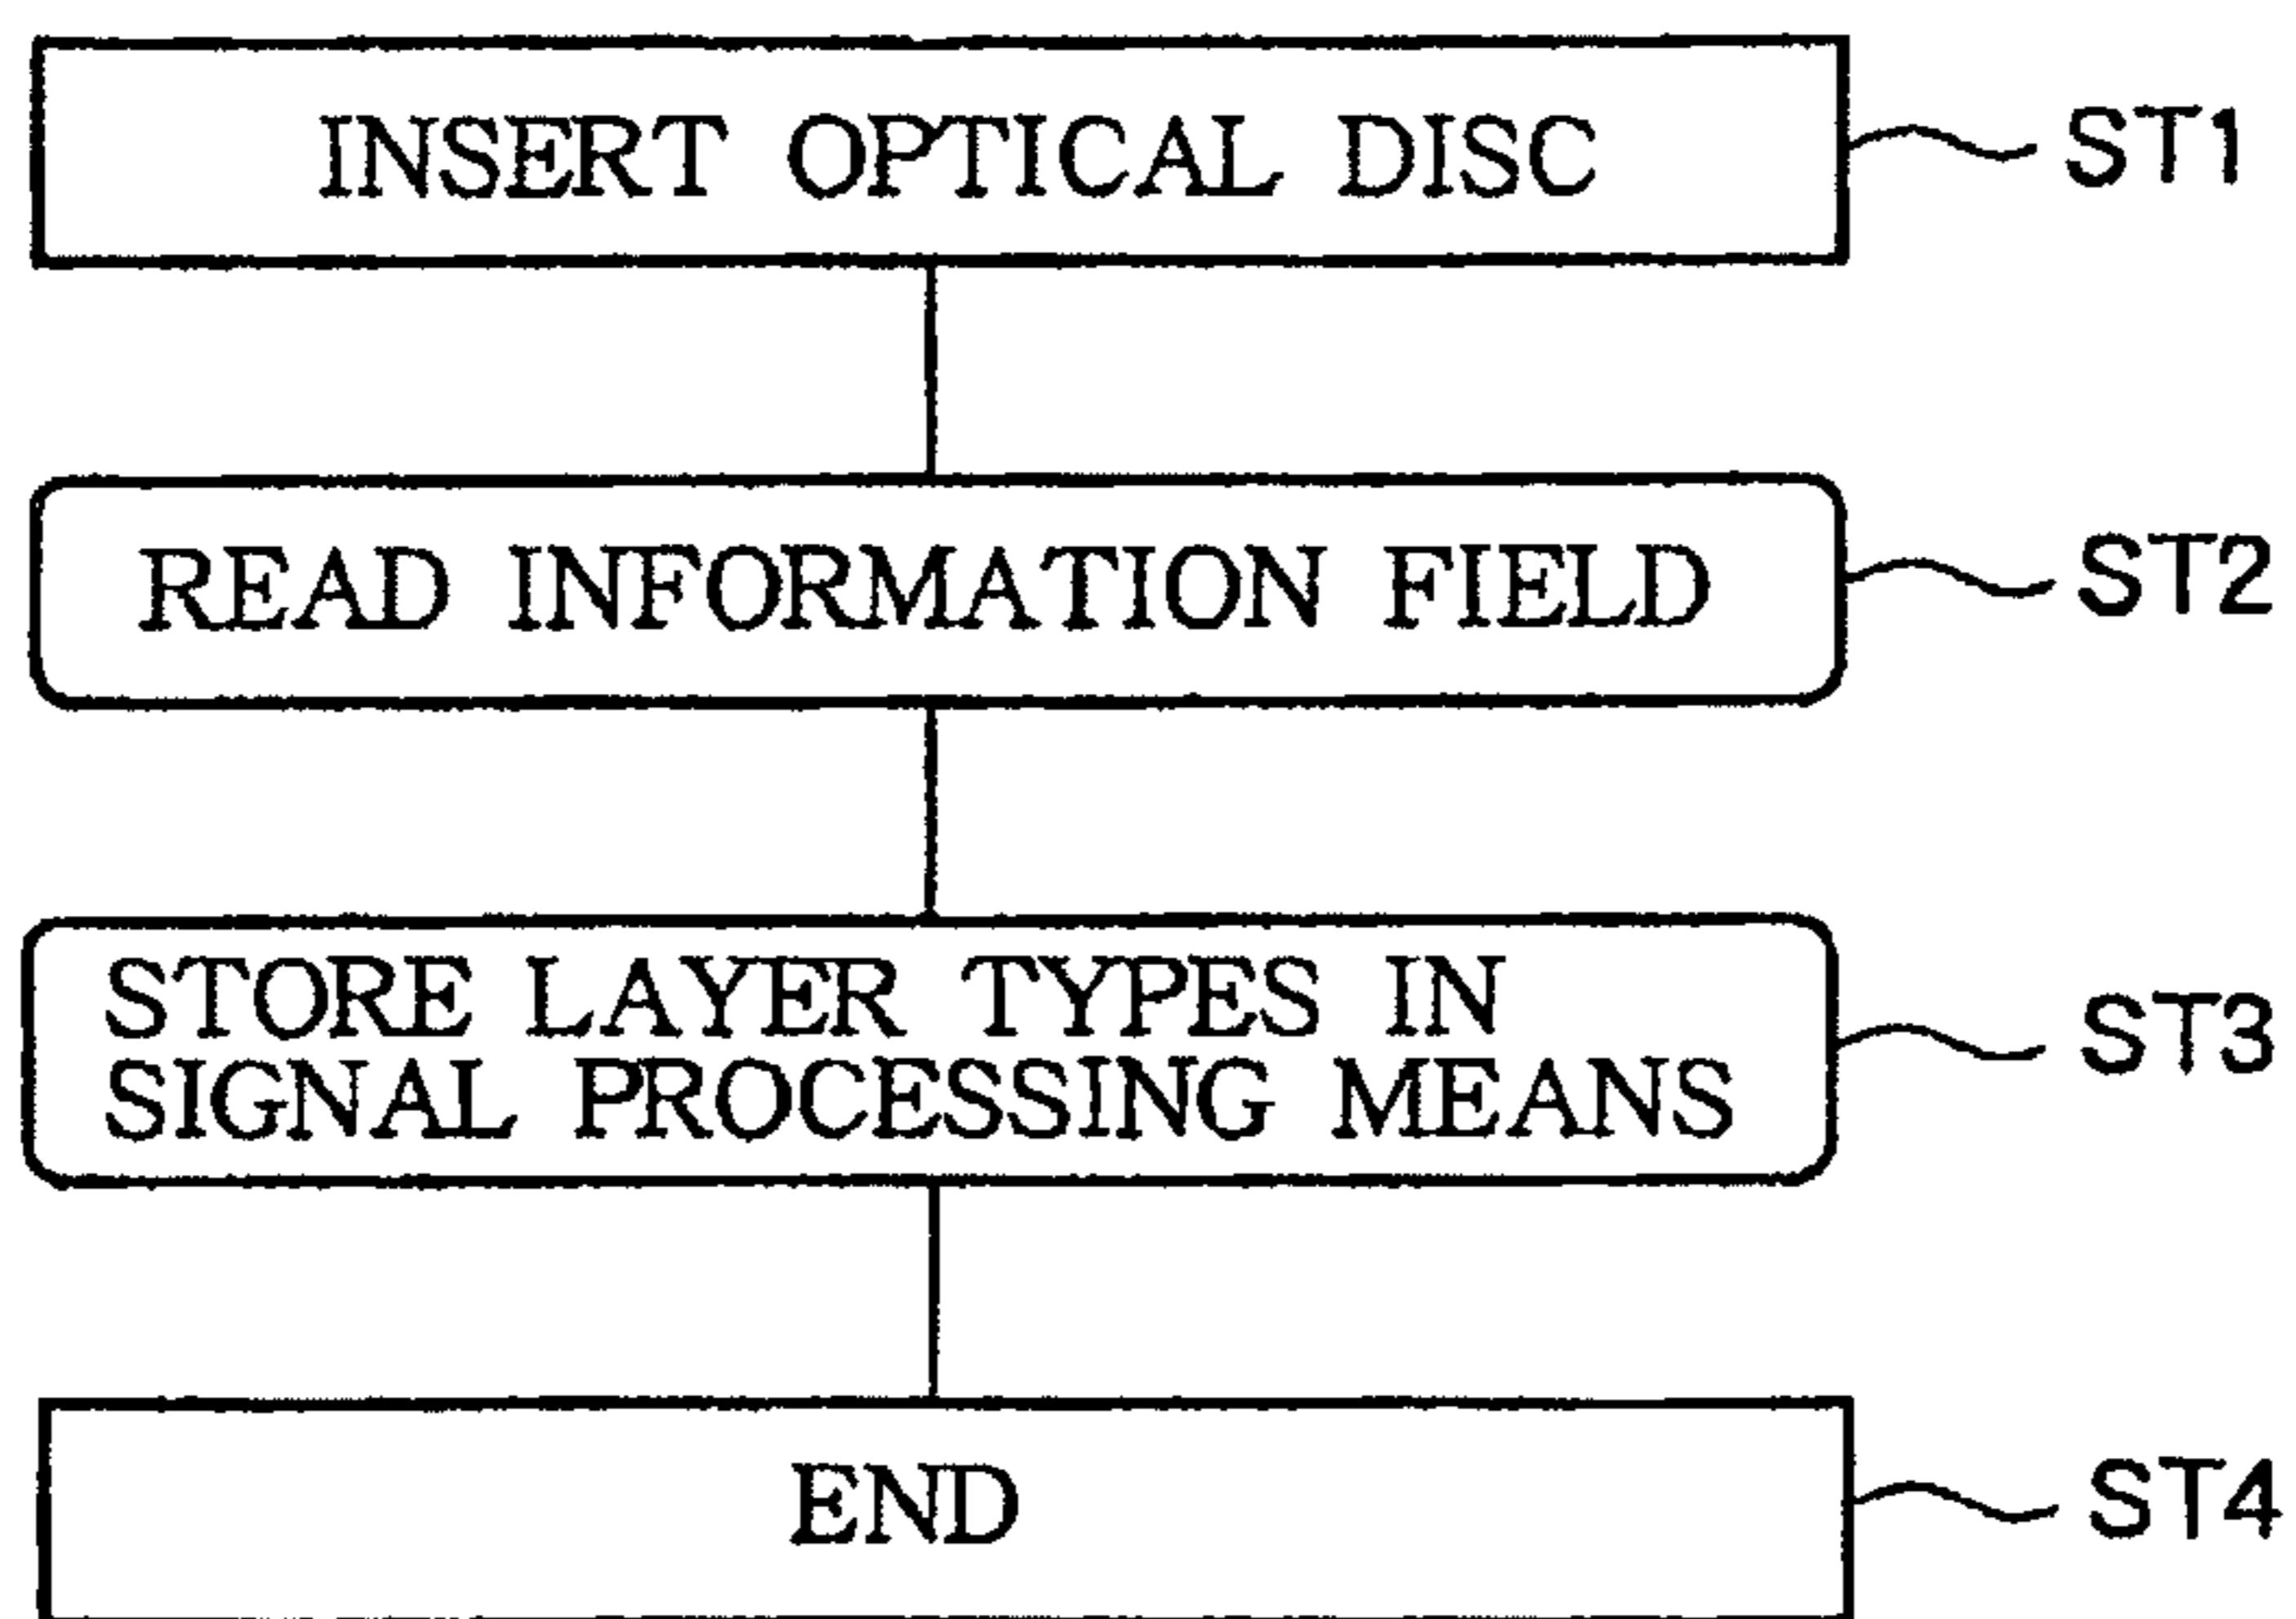 INSERT OPTICAL DISC
ST1
READ INFORMATION FIELD
ST2
STORE LAYER TYPES IN
SIGNAL PROCESSING MEANS
ST3
END
ST4